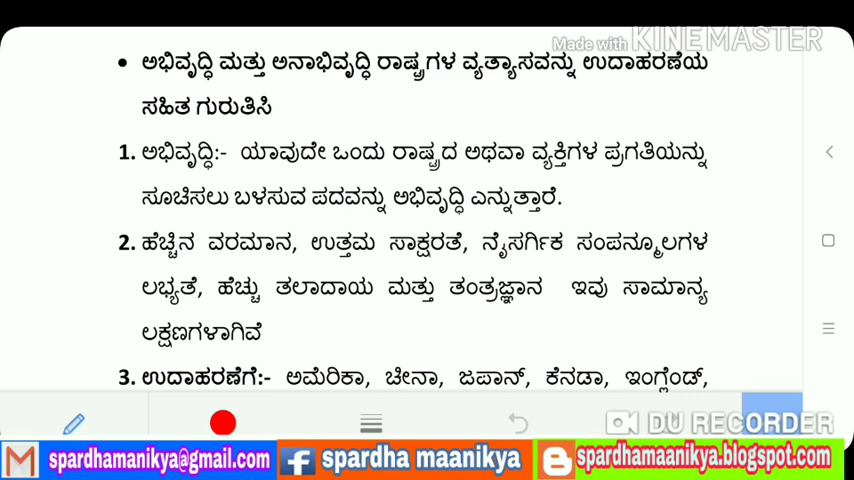 Made with KINEMASTER
• ಅಭಿವೃದ್ಧಿ ಮತ್ತು ಅನಾಭಿವೃದ್ಧಿ ರಾಷ್ಟ್ರಗಳ ವ್ಯತ್ಯಾಸವನ್ನು ಉದಾಹರಣೆಯ
ಸಹಿತ ಗುರುತಿಸಿ
1. ಅಭಿವೃದ್ಧಿ:- ಯಾವುದೇ ಒಂದು ರಾಷ್ಟ್ರದ ಅಥವಾ ವ್ಯಕ್ತಿಗಳ ಪ್ರಗತಿಯನ್ನು
ಸೂಚಿಸಲು ಬಳಸುವ ಪದವನ್ನು ಅಭಿವೃದ್ಧಿ ಎನ್ನುತ್ತಾರೆ.
2. ಹೆಚ್ಚಿನ ವರಮಾನ, ಉತ್ತಮ ಸಾಕ್ಷರತೆ, ನೈಸರ್ಗಿಕ ಸಂಪನ್ಮೂಲಗಳ
ಲಭ್ಯತೆ, ಹೆಚ್ಚು ತಲಾದಾಯ ಮತ್ತು ತಂತ್ರಜ್ಞಾನ ಇವು ಸಾಮಾನ್ಯ
ಲಕ್ಷಣಗಳಾಗಿವೆ
3. ಉದಾಹರಣೆಗೆ:- ಅಮೆರಿಕಾ, ಚೀನಾ, ಜಪಾನ್, ಕೆನಡಾ, ಇಂಗ್ಲೆಂಡ್,
DU RECORDER
spardhamanikya@gmail.com spardha maanikya spardhamaanikya.blogspot.com